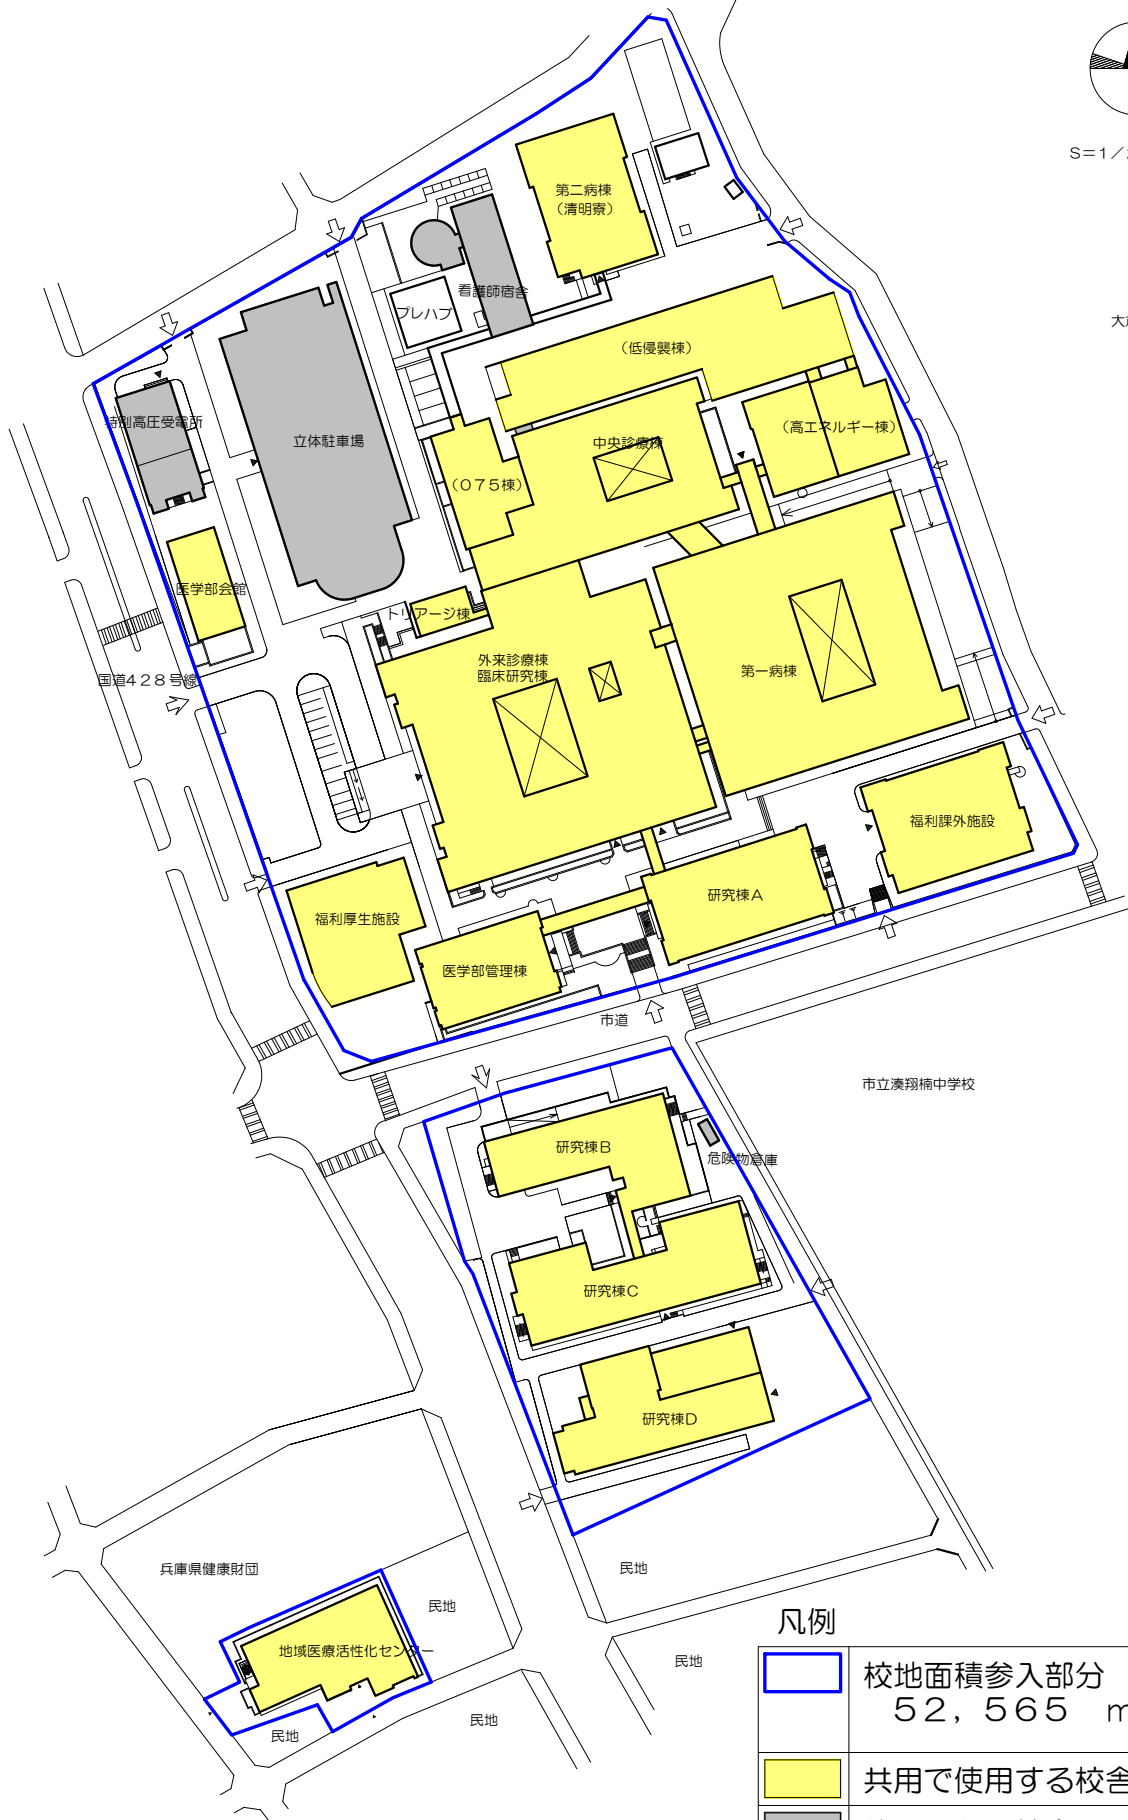 S=1/
第二病棟
(清明寮)
看護師宿舎
プレハブ
大
(低侵襲棟)
特別高圧受電所
立体駐車場
中央診療棟
(高エネルギー棟)
(075棟)
医学部会館
トリアージ棟
外来診療棟
臨床研究棟
第一病棟
国道428号線
福利課外施設
研究棟A
福利厚生施設
医学部管理棟
市道
市立湊翔楠中学校
研究棟B
危険物倉庫
研究棟C
研究棟D
兵庫県健康財団
民地
民地
地域医療活性化センター
民地
民地
民地
凡例
校地面積参入部分
52,565 m
共用で使用する校舎